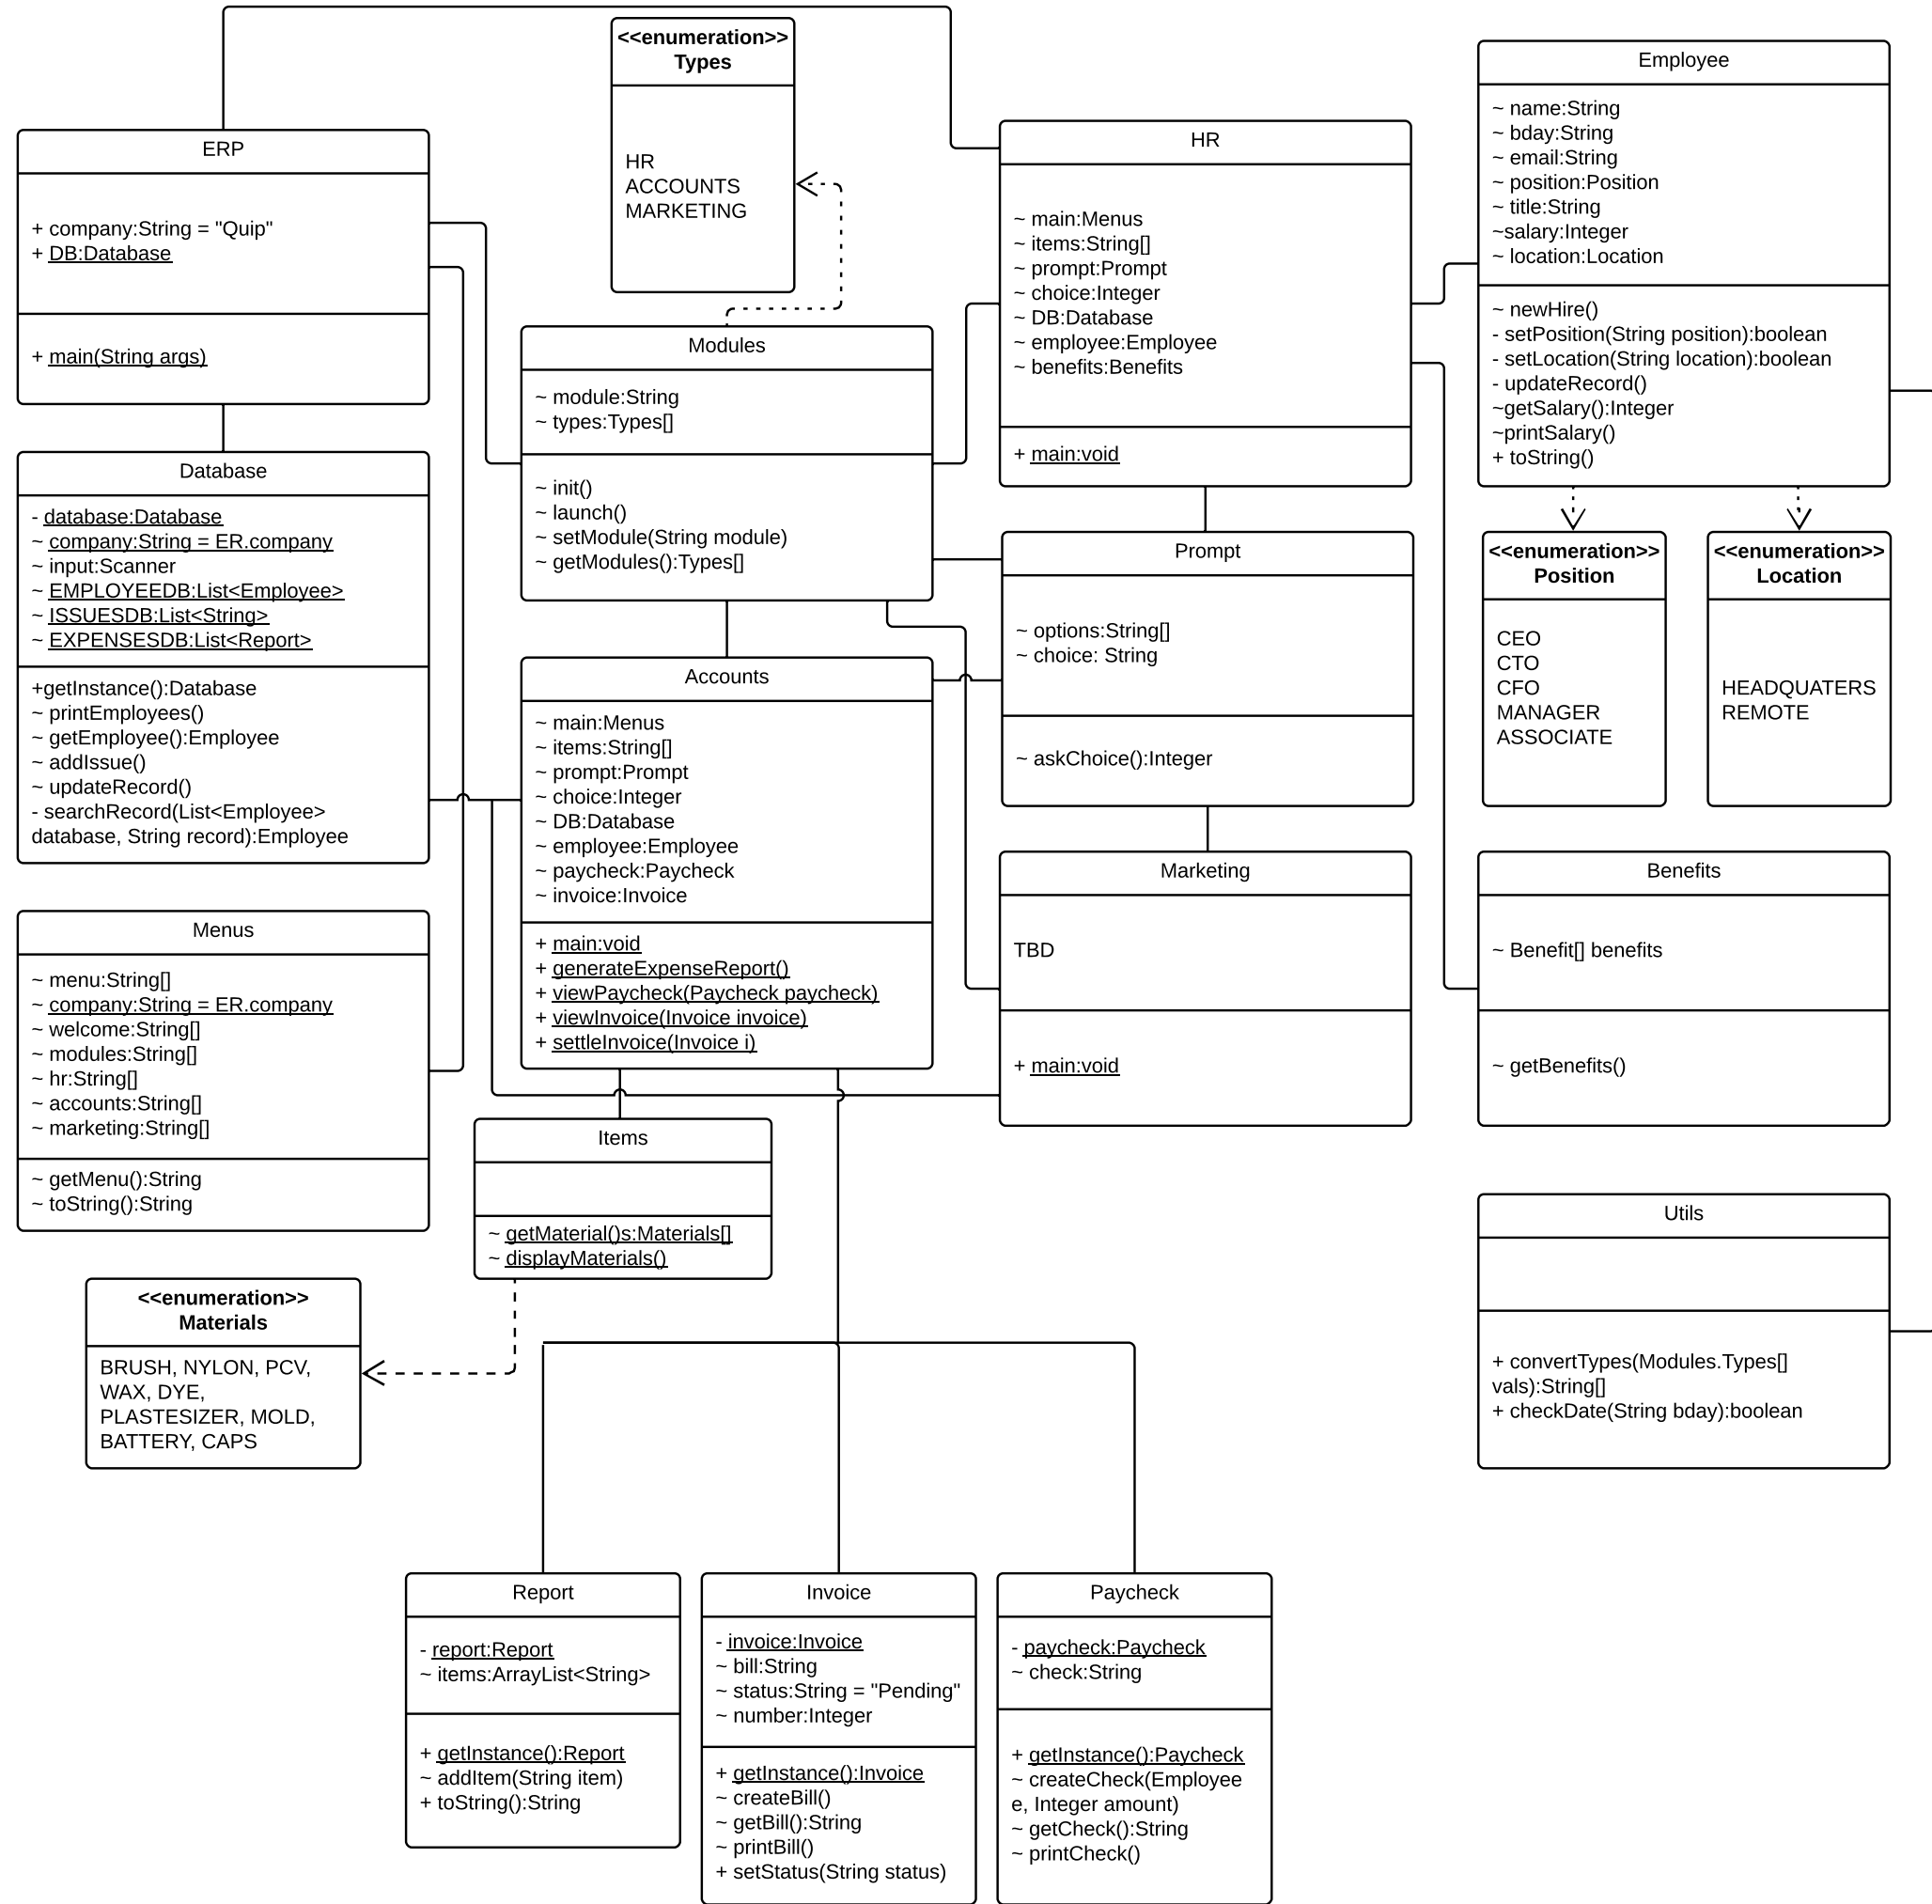 <<enumeration>>
Types
HR
ACCOUNTS
MARKETING
ERP
+ company:String = "Quip"
+ DB:Database
+ main(String args)
HR
~ main:Menus
~ items:String[]
~ prompt:Prompt
~ choice:Integer
~ DB:Database
~ employee:Employee
~ benefits:Benefits
+ main:void
Employee
~ name:String
~ bday:String
~ email:String
~ position:Position
~ title:String
~salary:Integer
~ location:Location
~ newHire()
- setPosition(String position):boolean
- setLocation(String location):boolean
- updateRecord()
~getSalary():Integer
~printSalary()
+ toString()
Modules
~ module:String
~ types:Types[]
~ init()
~ launch()
~ setModule(String module)
~ getModules():Types[]
Database
- database:Database
~ company:String = ER.company
~ input:Scanner
~ EMPLOYEEDB:List<Employee>
~ ISSUESDB:List<String>
~ EXPENSESDB:List<Report>
+getInstance():Database
~ printEmployees()
~ getEmployee():Employee
~ addIssue()
~ updateRecord()
- searchRecord(List<Employee>
database, String record):Employee
Prompt
~ options:String[]
~ choice: String
~ askChoice():Integer
<<enumeration>>
Position
CEO
CTO
CFO
MANAGER
ASSOCIATE
<<enumeration>>
Location
HEADQUATERS
REMOTE
Accounts
~ main:Menus
~ items:String[]
~ prompt:Prompt
~ choice:Integer
~ DB:Database
~ employee:Employee
~ paycheck:Paycheck
~ invoice:Invoice
+ main:void
+ generateExpenseReport()
+ viewPaycheck(Paycheck paycheck)
+ viewInvoice(Invoice invoice)
+ settleInvoice(Invoice i)
Marketing
TBD
+ main:void
Benefits
~ Benefit[] benefits
~ getBenefits()
Menus
~ menu:String[]
~ company:String = ER.company
~ welcome:String[]
~ modules:String[]
~ hr:String[]
~ accounts:String[]
~ marketing:String[]
~ getMenu():String
~ toString():String
Items
~ getMaterial()s:Materials[]
~ displayMaterials()
Utils
+ convertTypes(Modules.Types[]
vals):String[]
+ checkDate(String bday):boolean
<<enumeration>>
Materials
BRUSH, NYLON, PCV,
WAX, DYE,
PLASTESIZER, MOLD,
BATTERY, CAPS
Report
- report:Report
~ items:ArrayList<String>
+ getInstance():Report
~ addItem(String item)
+ toString():String
Invoice
- invoice:Invoice
~ bill:String
~ status:String = "Pending"
~ number:Integer
+ getInstance():Invoice
~ createBill()
~ getBill():String
~ printBill()
+ setStatus(String status)
Paycheck
- paycheck:Paycheck
~ check:String
+ getInstance():Paycheck
~ createCheck(Employee
e, Integer amount)
~ getCheck():String
~ printCheck()